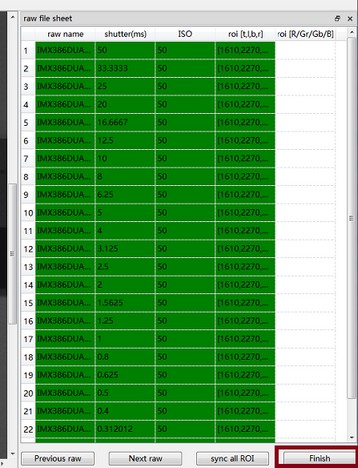 raw file sheet
raw name shutter(ms) ISO roi [t,l,b,r] roi [R/Gr/Gb/B]
1 IMX386DUA... 50 50 [1610,2270,...
2 IMX386DUA... 33.3333 50 [1610,2270,...
3 IMX386DUA... 25 50 [1610,2270,...
4 IMX386DUA... 20 50 [1610,2270,...
5 IMX386DUA... 16.6667 50 [1610,2270,...
6 IMX386DUA... 12.5 50 [1610,2270,...
7 IMX386DUA... 10 50 [1610,2270,...
8 IMX386DUA... 8 50 [1610,2270,...
9 IMX386DUA... 6.25 50 [1610,2270,...
10 IMX386DUA... 5 50 [1610,2270,...
11 IMX386DUA... 4 50 [1610,2270,...
12 IMX386DUA... 3.125 50 [1610,2270,...
13 IMX386DUA... 2.5 50 [1610,2270,...
14 IMX386DUA... 2 50 [1610,2270,...
15 IMX386DUA... 1.5625 50 [1610,2270,...
16 IMX386DUA... 1.25 50 [1610,2270,...
17 IMX386DUA... 1 50 [1610,2270,...
18 IMX386DUA... 0.8 50 [1610,2270,...
19 IMX386DUA... 0.625 50 [1610,2270,...
20 IMX386DUA... 0.5 50 [1610,2270,...
21 IMX386DUA... 0.4 50 [1610,2270,...
22 IMX386DUA... 0.312012 50 [1610,2270,...
Previous raw Next raw sync all ROI Finish